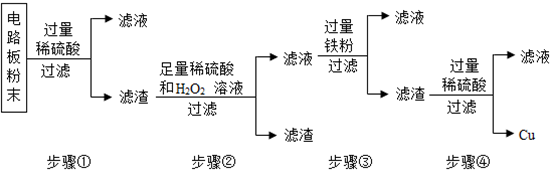 电路板粉末
过量
稀硫酸
过滤
滤液
滤渣
足量稀硫酸
和H₂O₂ 溶液
过滤
滤液
滤渣
过量
铁粉
过滤
滤液
滤渣
过量
稀硫酸
过滤
滤液
Cu
步骤① 步骤② 步骤③ 步骤④